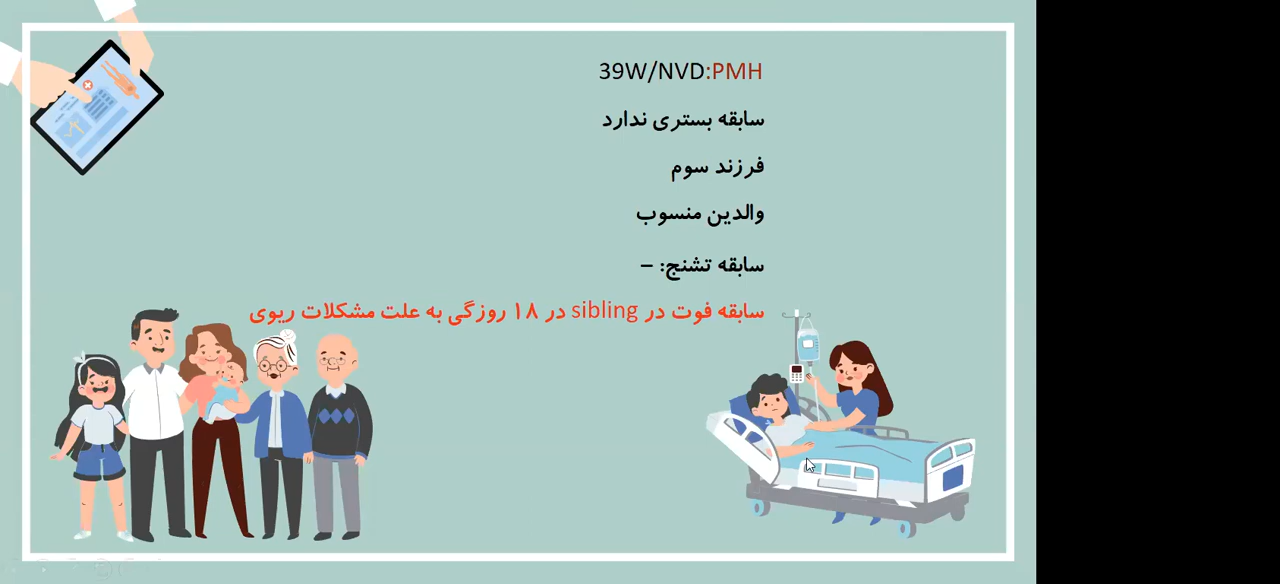 39W/NVD:PMH
سابقه بستری ندارد
فرزند سوم
والدین منسوب
سابقه تشنج: –
سابقه فوت در sibling در ۱۸ روزگی به علت مشکلات ریوی